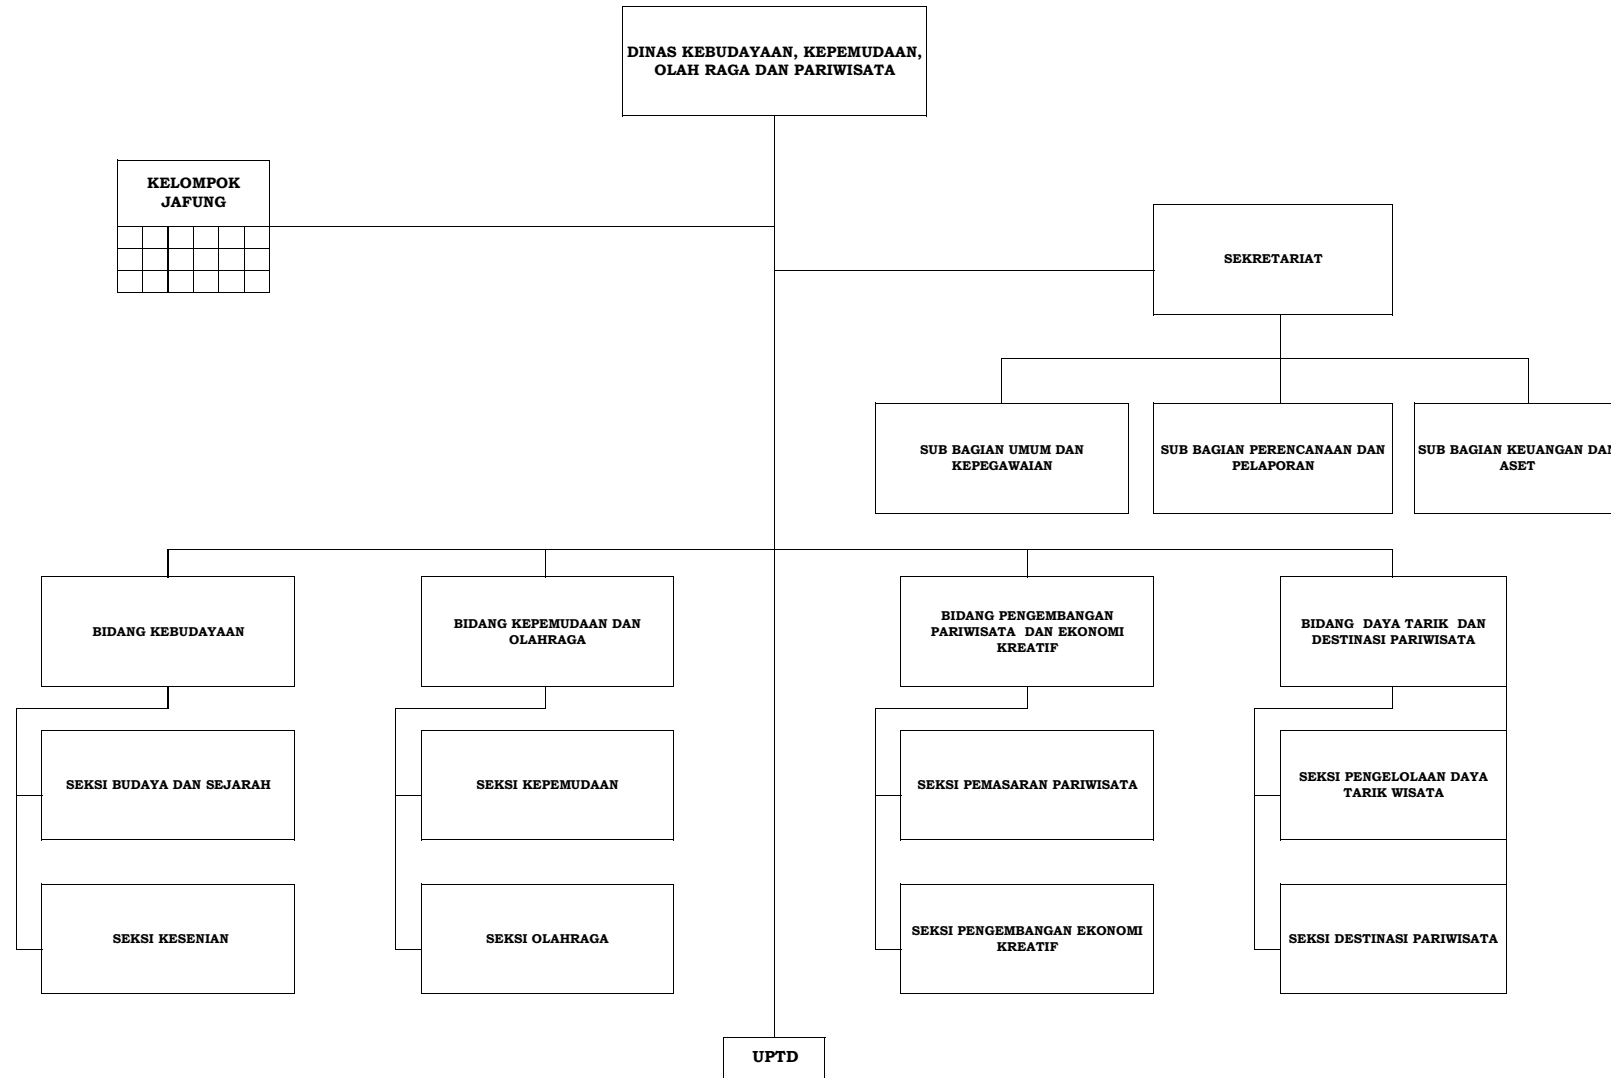 DINAS KEBUDAYAAN, KEPEMUDAAN,
OLAH RAGA DAN PARIWISATA
KELOMPOK
JAFUNG
SEKRETARIAT
SUB BAGIAN UMUM DAN
KEPEGAWAIAN
SUB BAGIAN PERENCANAAN DAN
PELAPORAN
SUB BAGIAN KEUANGAN DAN
ASET
BIDANG KEBUDAYAAN
BIDANG KEPEMUDAAN DAN
OLAHRAGA
BIDANG PENGEMBANGAN
PARIWISATA DAN EKONOMI
KREATIF
BIDANG DAYA TARIK DAN
DESTINASI PARIWISATA
SEKSI BUDAYA DAN SEJARAH
SEKSI KEPEMUDAAN
SEKSI PEMASARAN PARIWISATA
SEKSI PENGELOLAAN DAYA
TARIK WISATA
SEKSI KESENIAN
SEKSI OLAHRAGA
SEKSI PENGEMBANGAN EKONOMI
KREATIF
SEKSI DESTINASI PARIWISATA
UPTD